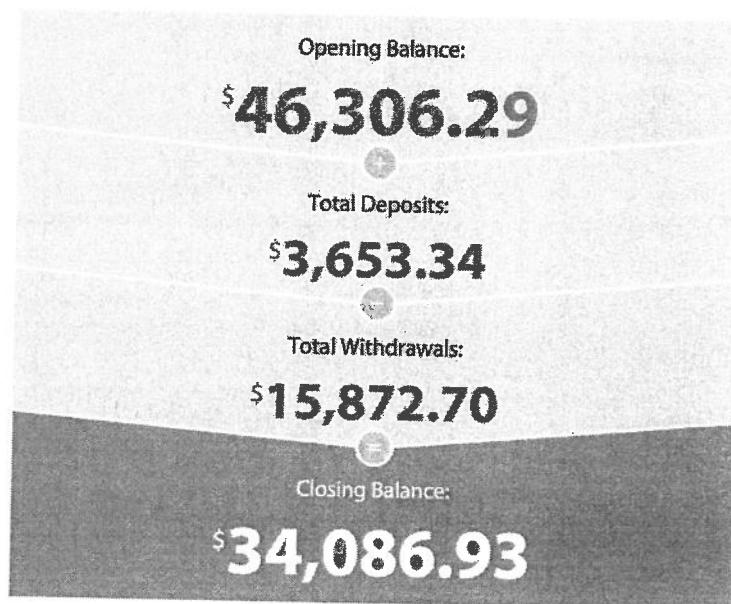 Opening Balance:
$46,306.29
+
Total Deposits:
$3,653.34
-
Total Withdrawals:
$15,872.70
=
Closing Balance:
$34,086.93